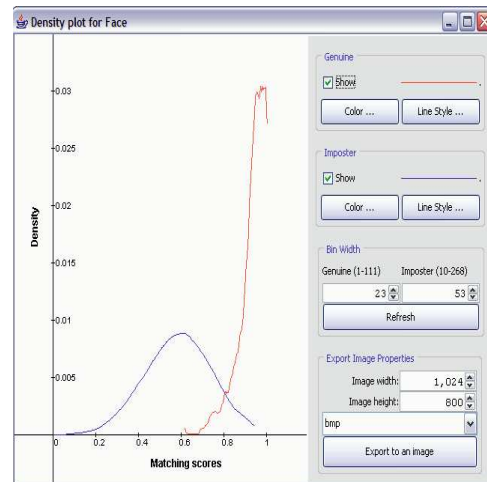 Density plot for Face
0.03
0.025
0.02
0.015
0.01
0.005
Density
0
0.2
0.4
0.6
0.8
1
Matching scores
Genuine
Show
Color ...
Line Style ...
Imposter
Show
Color ...
Line Style ...
Bin Width
Genuine (1-111) Imposter (10-268)
23 53
Refresh
Export Image Properties
Image width: 1,024
Image height: 800
bmp
Export to an image